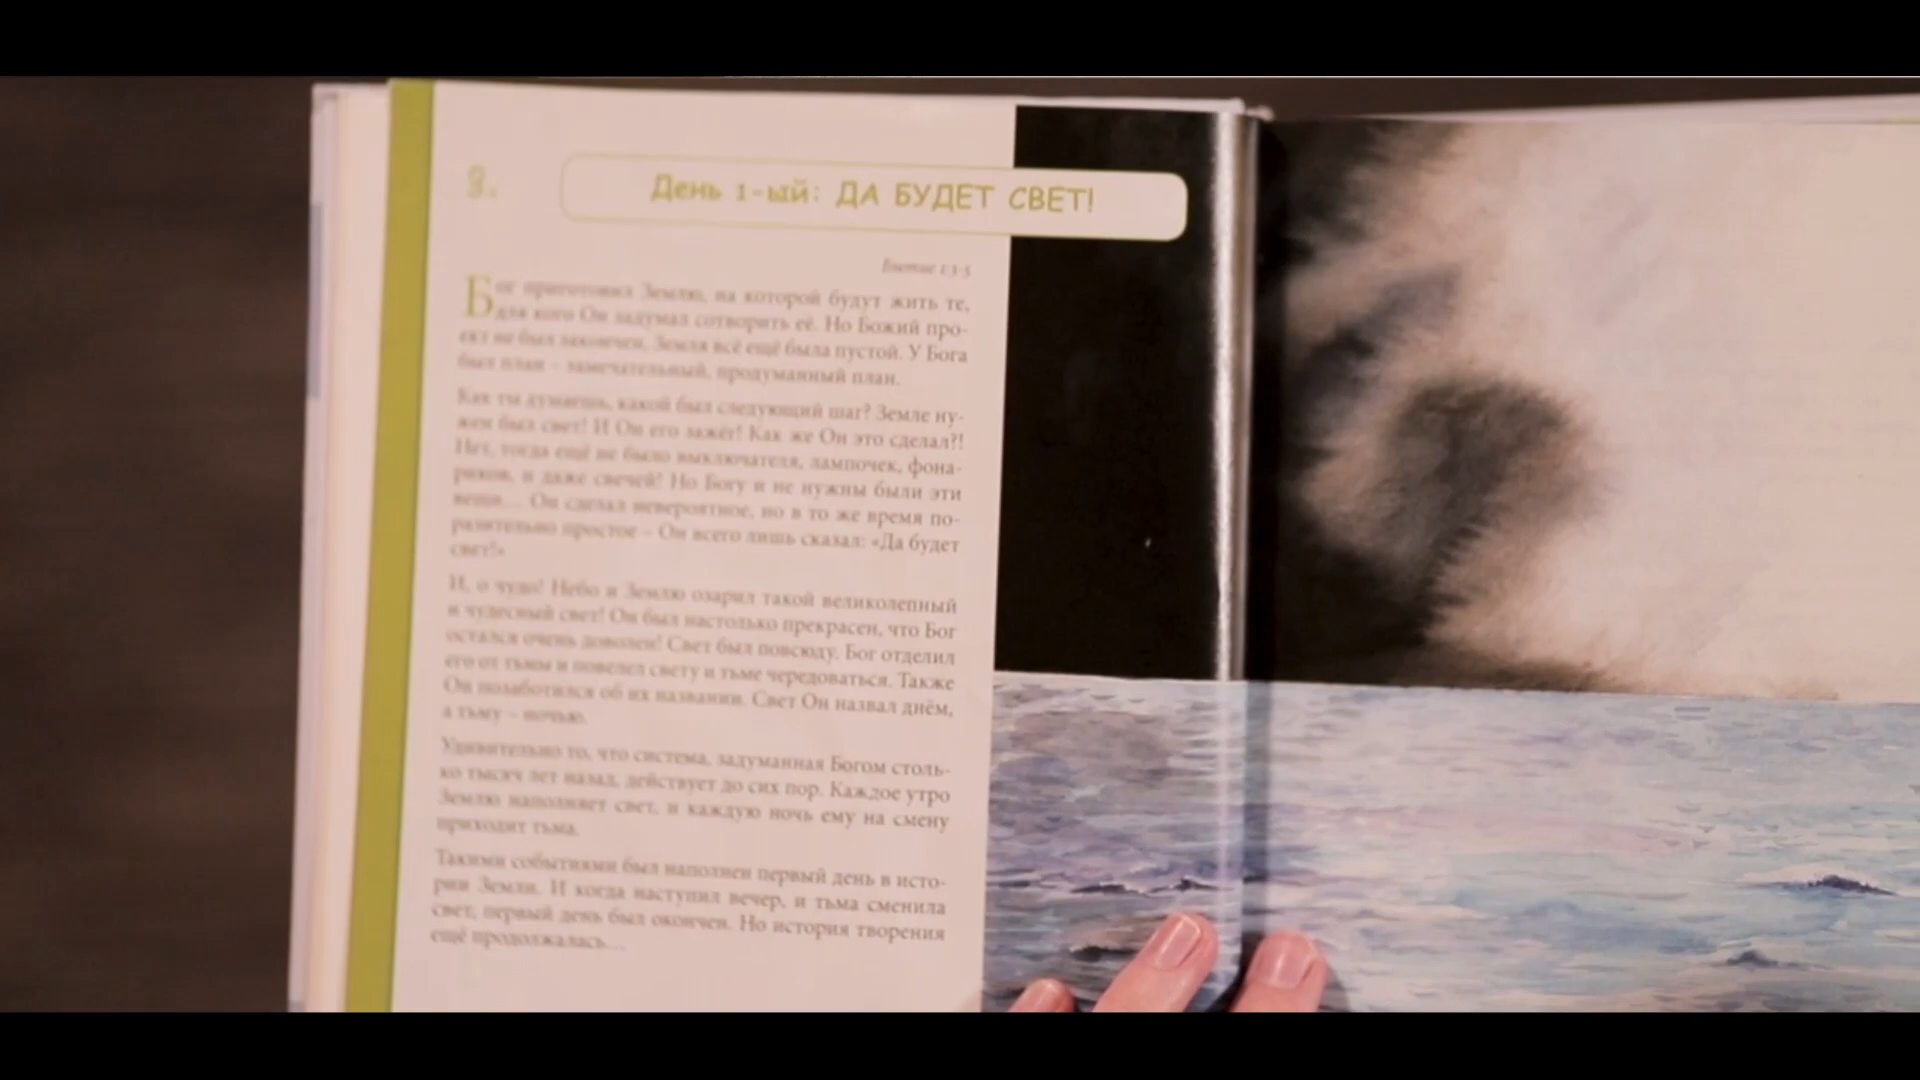 3.
День 1-ый: ДА БУДЕТ СВЕТ!
Бытие 1:3-5
Бог приготовил Землю, на которой будут жить те,
для кого Он задумал сотворить её. Но Божий про-
ект не был закончен. Земля всё ещё была пустой. У Бога
был план – замечательный, продуманный план.
Как ты думаешь, какой был следующий шаг? Земле ну-
жен был свет! И Он его зажёг! Как же Он это сделал?!
Нет, тогда ещё не было выключателя, лампочек, фона-
риков, и даже свечей! Но Богу и не нужны были эти
вещи... Он сделал невероятное, но в то же время по-
разительно простое – Он всего лишь сказал: «Да будет
свет!»
И, о чудо! Небо и Землю озарил такой великолепный
и чудесный свет! Он был настолько прекрасен, что Бог
остался очень доволен! Свет был повсюду. Бог отделил
его от тьмы и повелел свету и тьме чередоваться. Также
Он позаботился об их названии. Свет Он назвал днём,
а тьму – ночью.
Удивительно то, что система, задуманная Богом столь-
ко тысяч лет назад, действует до сих пор. Каждое утро
Землю наполняет свет, и каждую ночь ему на смену
приходит тьма.
Такими событиями был наполнен первый день в исто-
рии Земли. И когда наступил вечер, и тьма сменила
свет, первый день был окончен. Но история творения
ещё продолжалась...